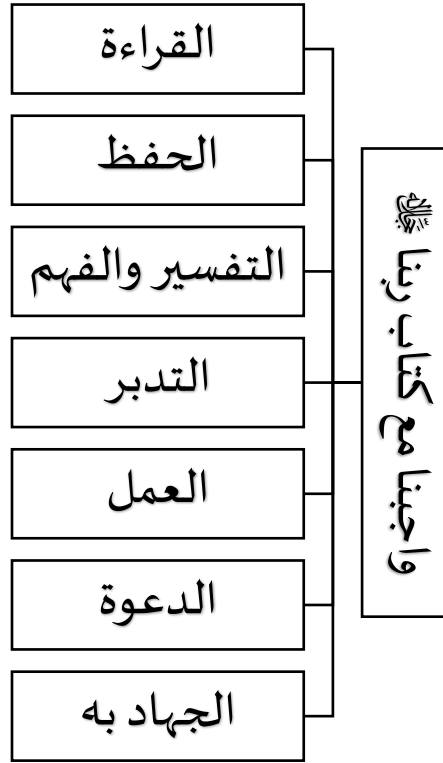 واجبنا مع كتاب ربنا ﷻ
القراءة
الحفظ
التفسير والفهم
التدبر
العمل
الدعوة
الجهاد به